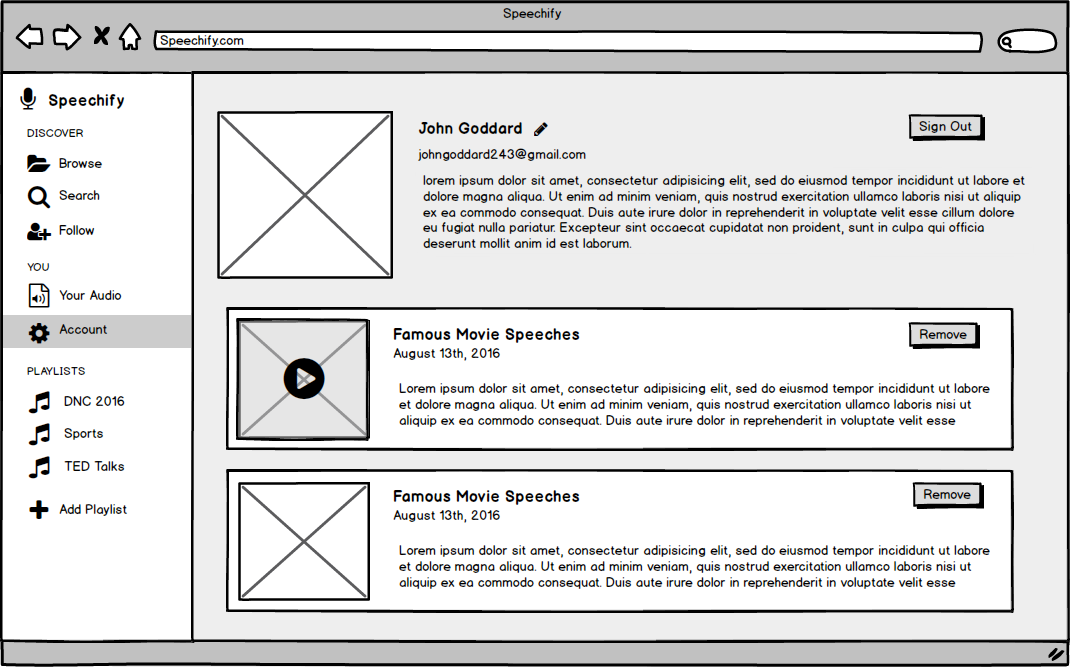 Speechify
Speechify.com
Speechify
DISCOVER
Browse
Search
Follow
YOU
Your Audio
Account
PLAYLISTS
DNC 2016
Sports
TED Talks
Add Playlist
John Goddard
Sign Out
johngoddard243@gmail.com
lorem ipsum dolor sit amet, consectetur adipisicing elit, sed do eiusmod tempor incididunt ut labore et
dolore magna aliqua. Ut enim ad minim veniam, quis nostrud exercitation ullamco laboris nisi ut aliquip
ex ea commodo consequat. Duis aute irure dolor in reprehenderit in voluptate velit esse cillum dolore
eu fugiat nulla pariatur. Excepteur sint occaecat cupidatat non proident, sunt in culpa qui officia
deserunt mollit anim id est laborum.
Famous Movie Speeches
Remove
August 13th, 2016
Lorem ipsum dolor sit amet, consectetur adipisicing elit, sed do eiusmod tempor incididunt ut labore
et dolore magna aliqua. Ut enim ad minim veniam, quis nostrud exercitation ullamco laboris nisi ut
aliquip ex ea commodo consequat. Duis aute irure dolor in reprehenderit in voluptate velit esse
Famous Movie Speeches
Remove
August 13th, 2016
Lorem ipsum dolor sit amet, consectetur adipisicing elit, sed do eiusmod tempor incididunt ut labore
et dolore magna aliqua. Ut enim ad minim veniam, quis nostrud exercitation ullamco laboris nisi ut
aliquip ex ea commodo consequat. Duis aute irure dolor in reprehenderit in voluptate velit esse